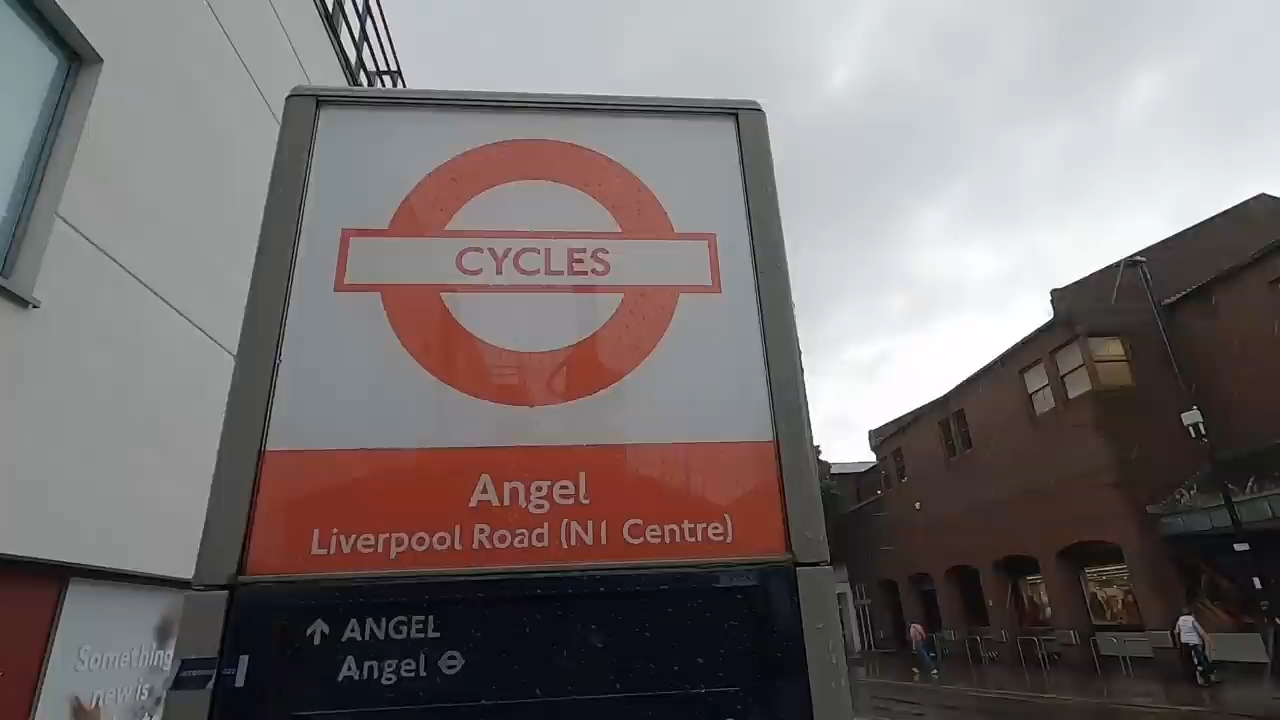 CYCLES
Angel
Liverpool Road (N1 Centre)
↑ ANGEL
Angel
Something
new is